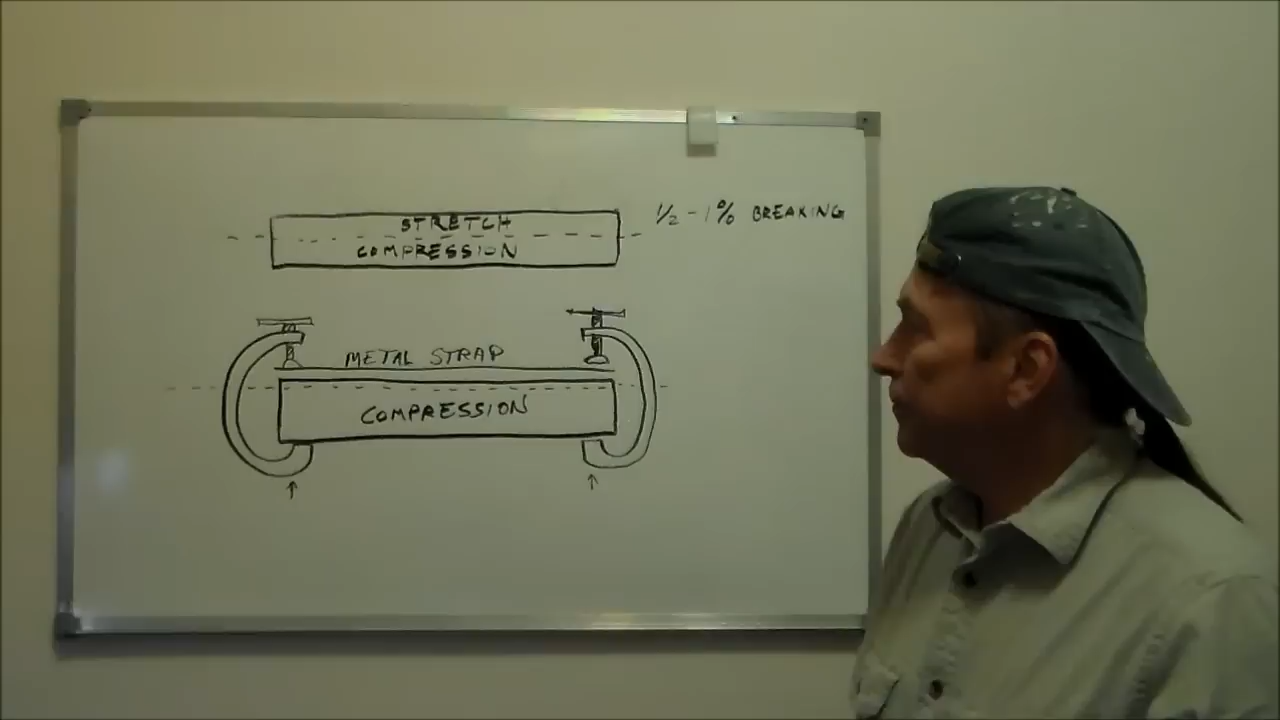 STRETCH
COMPRESSION
1/2 - 1% BREAKING
METAL STRAP
COMPRESSION